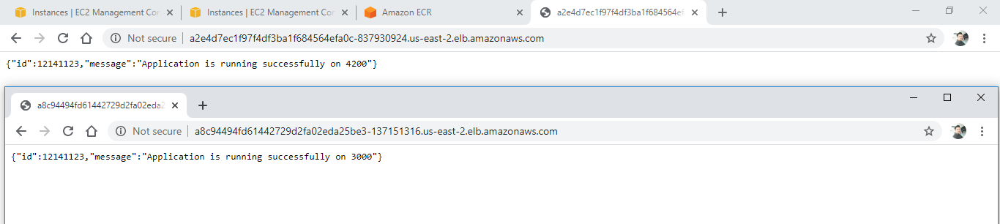 Instances | EC2 Management Con
Instances | EC2 Management Con
Amazon ECR
a2e4d7ec1f97f4df3ba1f684564ef
Not secure
a2e4d7ec1f97f4df3ba1f684564efa0c-837930924.us-east-2.elb.amazonaws.com
{"id":12141123,"message":"Application is running successfully on 4200"}
a8c94494fd61442729d2fa02eda2
Not secure
a8c94494fd61442729d2fa02eda25be3-137151316.us-east-2.elb.amazonaws.com
{"id":12141123,"message":"Application is running successfully on 3000"}